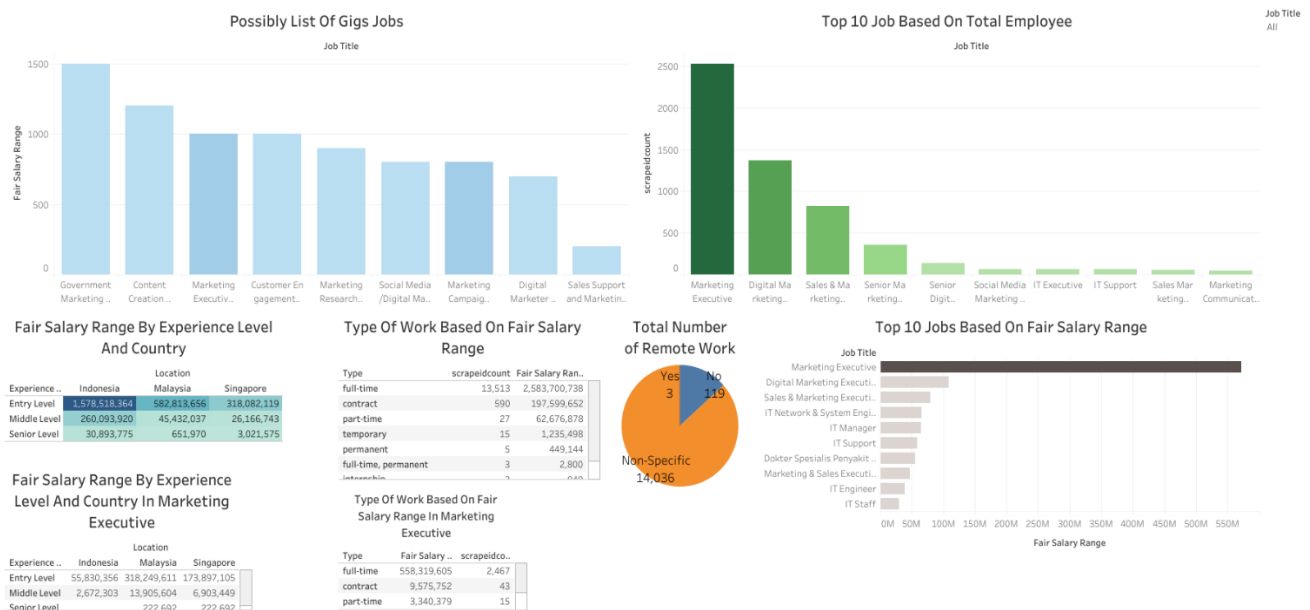 Possibly List Of Gigs Jobs
Job Title
Fair Salary Range
1500
1000
500
0
Government Marketing ..
Content Creation ..
Marketing Executiv..
Customer En gagement..
Marketing Research..
Social Media /Digital Ma..
Marketing Campaig..
Digital Marketer ..
Sales Support and Marketin..
Top 10 Job Based On Total Employee
Job Title
scrapeidcount
2500
2000
1500
1000
500
0
Marketing Executive
Digital Ma rketing..
Sales & Ma rketing..
Senior Ma rketing..
Senior Digit..
Social Media Marketing ..
IT Executive
IT Support
Sales Mar keting..
Marketing Communicat..
Job Title
All
Fair Salary Range By Experience Level
And Country
Location
Experience .. Indonesia Malaysia Singapore
Entry Level 1,578,518,364 582,813,656 318,082,119
Middle Level 260,093,920 45,432,037 26,166,743
Senior Level 30,893,775 651,970 3,021,575
Type Of Work Based On Fair Salary
Range
Type scrapeidcount Fair Salary Ran..
full-time 13,513 2,583,700,738
contract 590 197,599,652
part-time 27 62,676,878
temporary 15 1,235,498
permanent 5 449,144
full-time, permanent 3 2,800
Total Number
of Remote Work
Yes
3
No
119
Non-Specific
14,036
Top 10 Jobs Based On Fair Salary Range
Job Title
Marketing Executive
Digital Marketing Executi..
Sales & Marketing Executi..
IT Network & System Engi..
IT Manager
IT Support
Dokter Spesialis Penyakit ..
Marketing & Sales Executi..
IT Engineer
IT Staff
0M 50M 100M 150M 200M 250M 300M 350M 400M 450M 500M 550M
Fair Salary Range
Fair Salary Range By Experience
Level And Country In Marketing
Executive
Location
Experience .. Indonesia Malaysia Singapore
Entry Level 55,830,356 318,249,611 173,897,105
Middle Level 2,672,303 13,905,604 6,903,449
Senior Level 222,692 222,692
Type Of Work Based On Fair
Salary Range In Marketing
Executive
Type Fair Salary .. scrapeidco..
full-time 558,319,605 2,467
contract 9,575,752 43
part-time 3,340,379 15